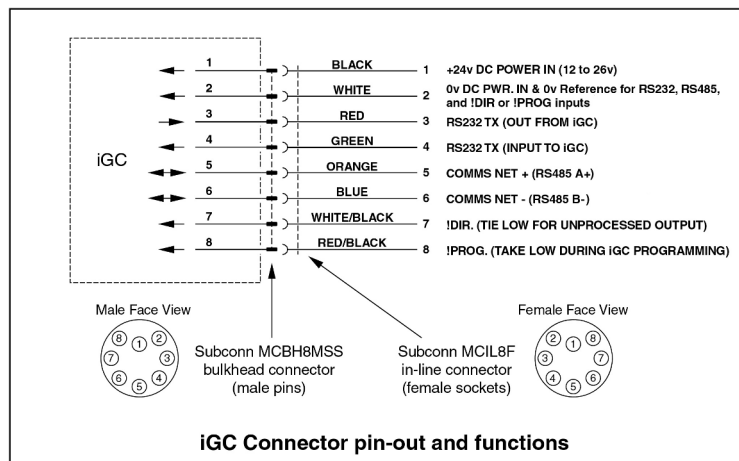 iGC
1 BLACK 1 +24v DC POWER IN (12 to 26v)
2 WHITE 2 0v DC PWR. IN & 0v Reference for RS232, RS485,
and !DIR or !PROG inputs
3 RED 3 RS232 TX (OUT FROM iGC)
4 GREEN 4 RS232 TX (INPUT TO iGC)
5 ORANGE 5 COMMS NET + (RS485 A+)
6 BLUE 6 COMMS NET - (RS485 B-)
7 WHITE/BLACK 7 !DIR. (TIE LOW FOR UNPROCESSED OUTPUT)
8 RED/BLACK 8 !PROG. (TAKE LOW DURING iGC PROGRAMMING)
Male Face View
8 1 2
7 3
6 5 4
Subconn MCBH8MSS
bulkhead connector
(male pins)
Subconn MCIL8F
in-line connector
(female sockets)
Female Face View
2 1 8
3 7
4 5 6
iGC Connector pin-out and functions